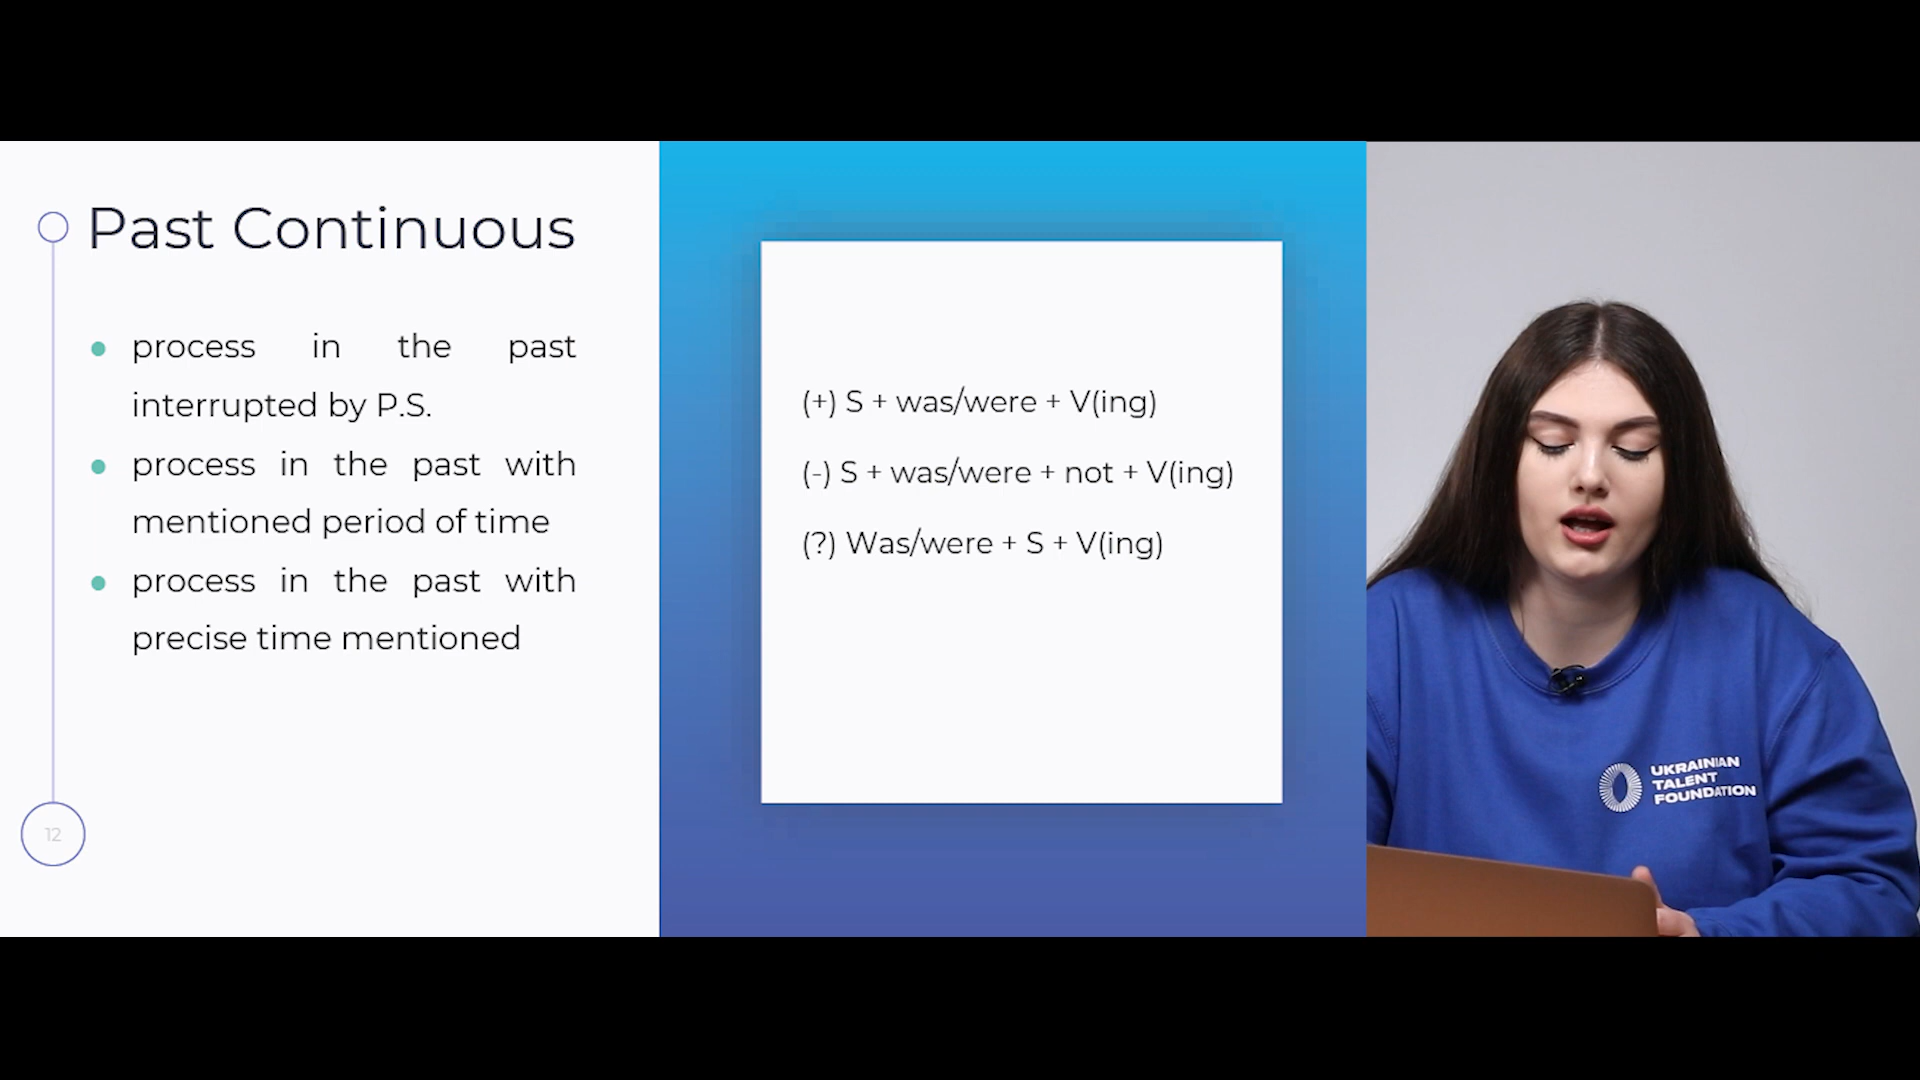 Past Continuous
process in the past
interrupted by P.S.
process in the past with
mentioned period of time
process in the past with
precise time mentioned
12
(+) S + was/were + V(ing)
(-) S + was/were + not + V(ing)
(?) Was/were + S + V(ing)
UKRAINIAN
TALENT
FOUNDATION